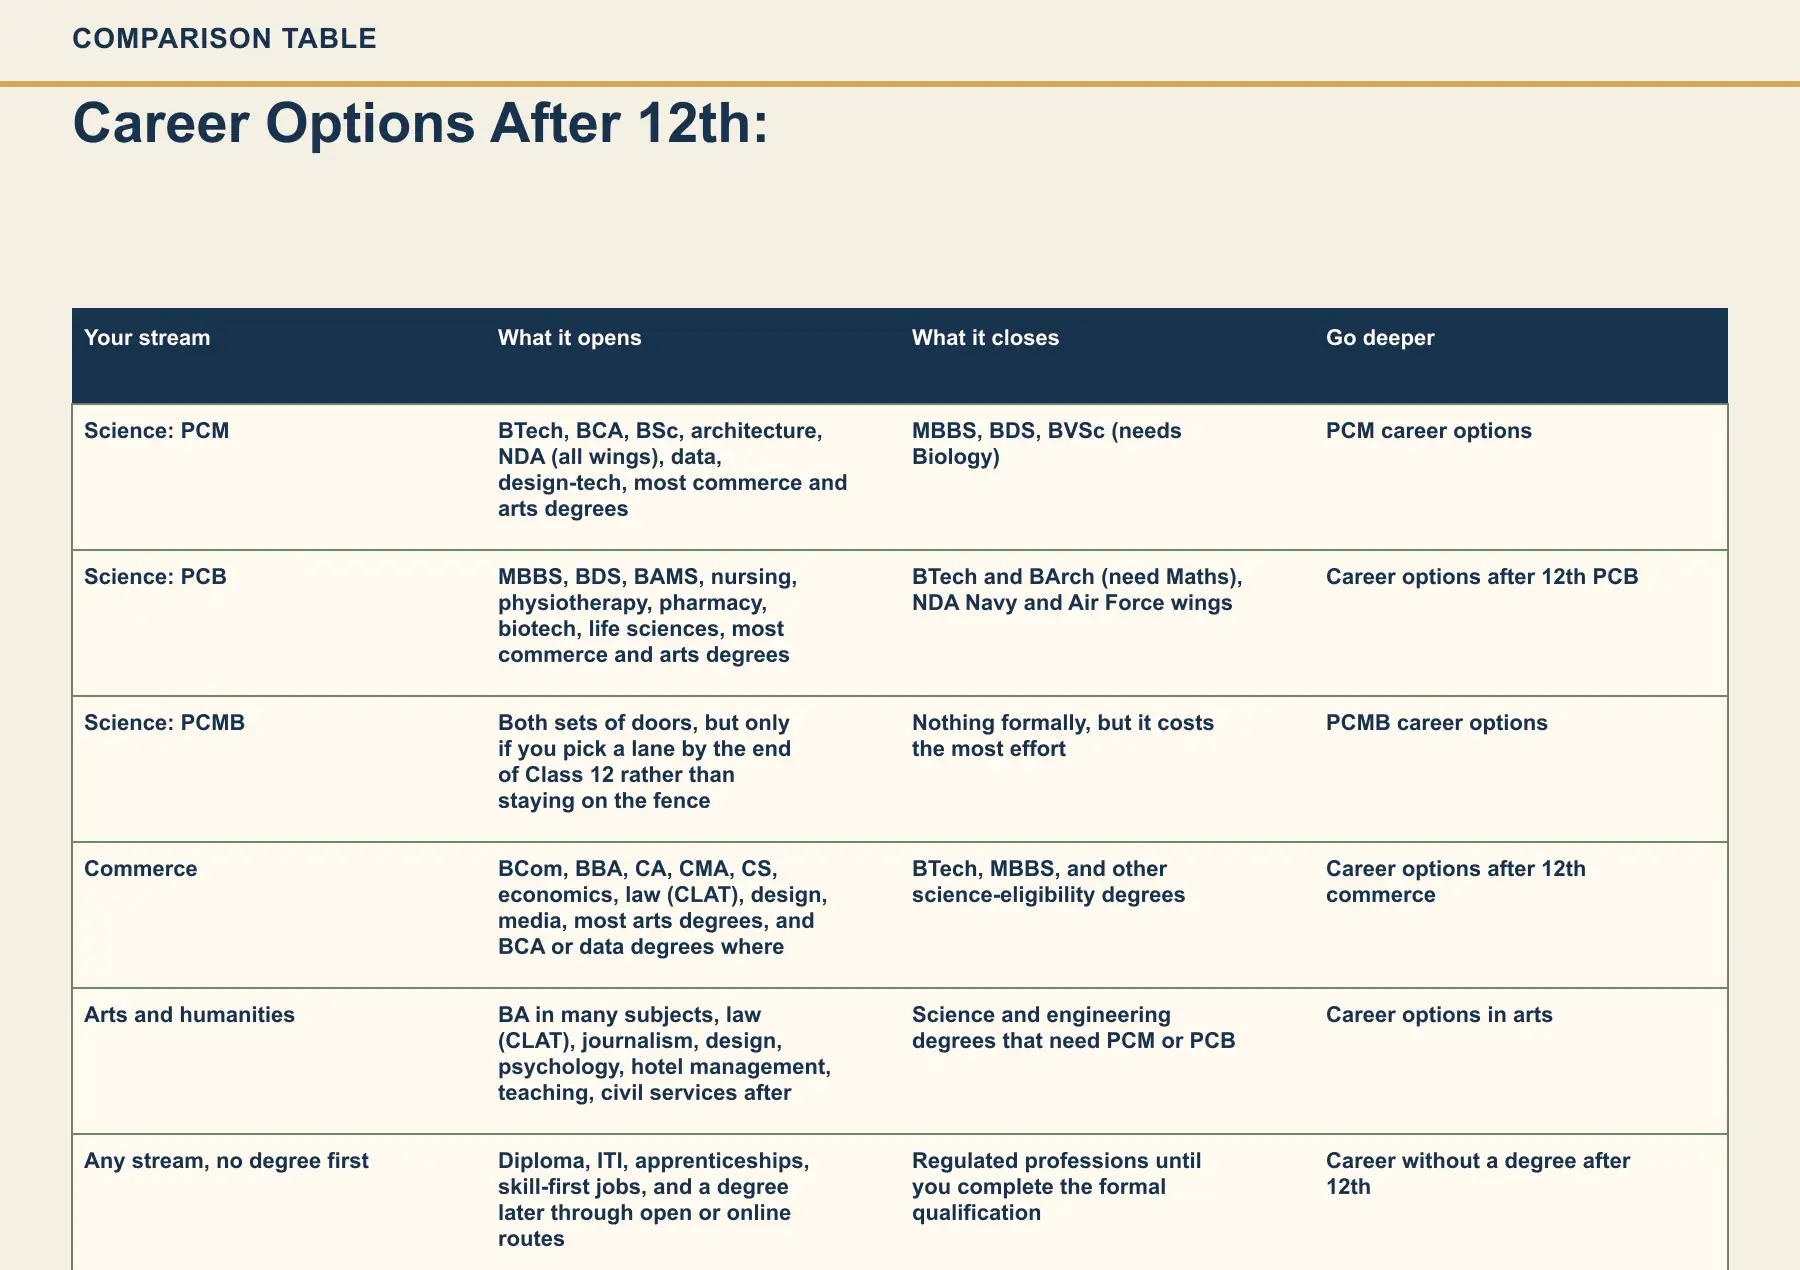 COMPARISON TABLE
Career Options After 12th:
Your stream
What it opens
What it closes
Go deeper
Science: PCM
BTech, BCA, BSc, architecture,
NDA (all wings), data,
design-tech, most commerce and
arts degrees
MBBS, BDS, BVSc (needs
Biology)
PCM career options
Science: PCB
MBBS, BDS, BAMS, nursing,
physiotherapy, pharmacy,
biotech, life sciences, most
commerce and arts degrees
BTech and BArch (need Maths),
NDA Navy and Air Force wings
Career options after 12th PCB
Science: PCMB
Both sets of doors, but only
if you pick a lane by the end
of Class 12 rather than
staying on the fence
Nothing formally, but it costs
the most effort
PCMB career options
Commerce
BCom, BBA, CA, CMA, CS,
economics, law (CLAT), design,
media, most arts degrees, and
BCA or data degrees where
BTech, MBBS, and other
science-eligibility degrees
Career options after 12th
commerce
Arts and humanities
BA in many subjects, law
(CLAT), journalism, design,
psychology, hotel management,
teaching, civil services after
Science and engineering
degrees that need PCM or PCB
Career options in arts
Any stream, no degree first
Diploma, ITI, apprenticeships,
skill-first jobs, and a degree
later through open or online
routes
Regulated professions until
you complete the formal
qualification
Career without a degree after
12th